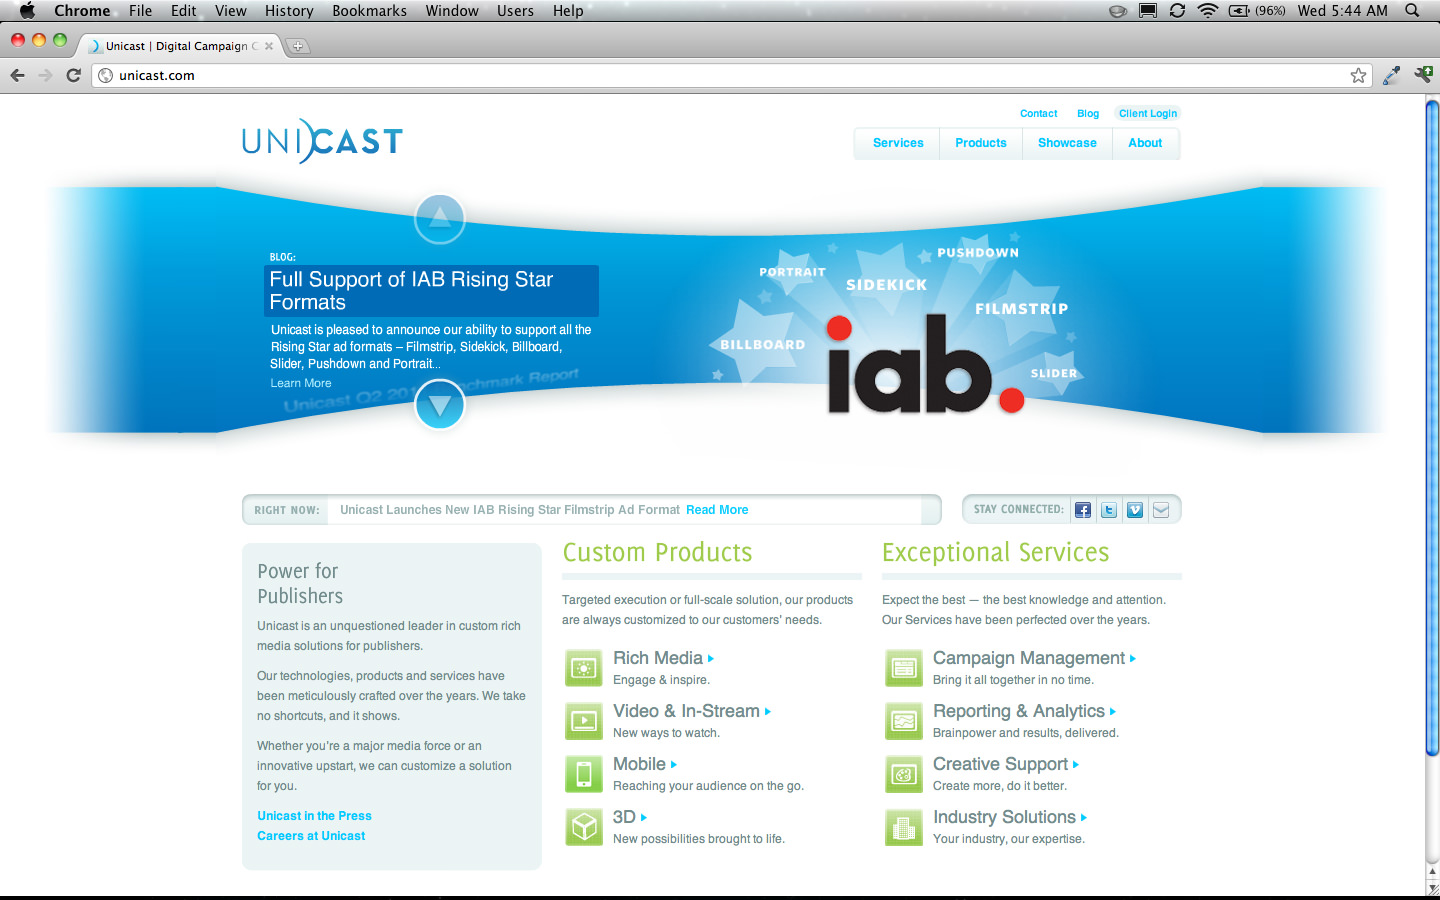 Chrome File Edit View History Bookmarks Window Users Help (96%) Wed 5:44 AM
Unicast | Digital Campaign C
unicast.com
Contact Blog Client Login
UNICAST
Services Products Showcase About
BLOG:
Full Support of IAB Rising Star
Formats
Unicast is pleased to announce our ability to support all the
Rising Star ad formats – Filmstrip, Sidekick, Billboard,
Slider, Pushdown and Portrait...
Learn More
PORTRAIT
PUSHDOWN
SIDEKICK
FILMSTRIP
BILLBOARD
SLIDER
iab.
RIGHT NOW: Unicast Launches New IAB Rising Star Filmstrip Ad Format Read More
STAY CONNECTED:
Power for
Publishers
Unicast is an unquestioned leader in custom rich
media solutions for publishers.
Our technologies, products and services have
been meticulously crafted over the years. We take
no shortcuts, and it shows.
Whether you're a major media force or an
innovative upstart, we can customize a solution
for you.
Unicast in the Press
Careers at Unicast
Custom Products
Targeted execution or full-scale solution, our products
are always customized to our customers' needs.
Rich Media
Engage & inspire.
Video & In-Stream
New ways to watch.
Mobile
Reaching your audience on the go.
3D
New possibilities brought to life.
Exceptional Services
Expect the best — the best knowledge and attention.
Our Services have been perfected over the years.
Campaign Management
Bring it all together in no time.
Reporting & Analytics
Brainpower and results, delivered.
Creative Support
Create more, do it better.
Industry Solutions
Your industry, our expertise.